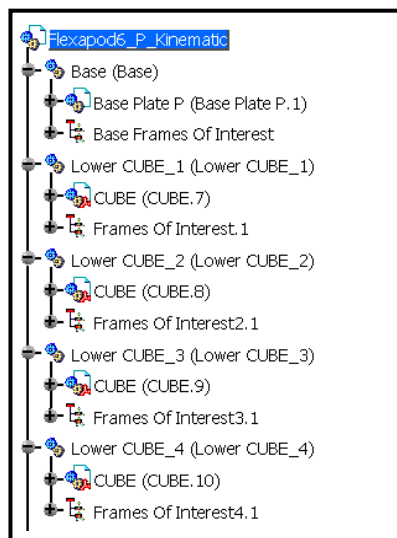 Flexapod6_P_Kinematic
Base (Base)
Base Plate P (Base Plate P.1)
Base Frames Of Interest
Lower CUBE_1 (Lower CUBE_1)
CUBE (CUBE.7)
Frames Of Interest.1
Lower CUBE_2 (Lower CUBE_2)
CUBE (CUBE.8)
Frames Of Interest2.1
Lower CUBE_3 (Lower CUBE_3)
CUBE (CUBE.9)
Frames Of Interest3.1
Lower CUBE_4 (Lower CUBE_4)
CUBE (CUBE.10)
Frames Of Interest4.1